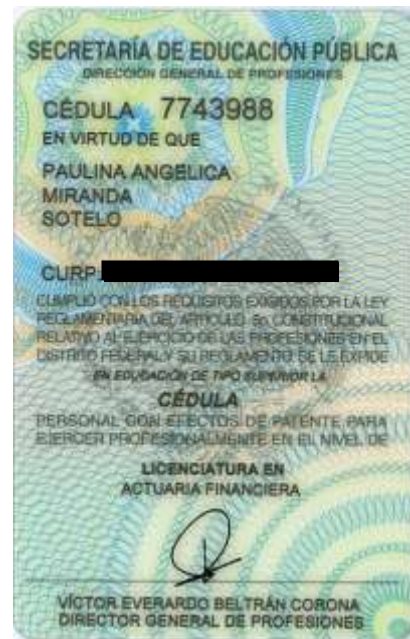 SECRETARÍA DE EDUCACIÓN PÚBLICA
DIRECCIÓN GENERAL DE PROFESIONES
CÉDULA 7743988
EN VIRTUD DE QUE
PAULINA ANGÉLICA
MIRANDA
SOTELO
CURP:
CUMPLIÓ CON LOS REQUISITOS EXIGIDOS POR LA LEY
REGLAMENTARIA DEL ARTÍCULO 5o CONSTITUCIONAL
RELATIVO AL EJERCICIO DE LAS PROFESIONES EN EL
DISTRITO FEDERAL Y SU REGLAMENTO SE LE EXPIDE
EN EDUCACIÓN DE TIPO SUPERIOR LA
CÉDULA
PERSONAL CON EFECTOS DE PATENTE PARA
EJERCER PROFESIONALMENTE EN EL NIVEL DE
LICENCIATURA EN
ACTUARIA FINANCIERA
VÍCTOR EVERARDO BELTRÁN CORONA
DIRECTOR GENERAL DE PROFESIONES